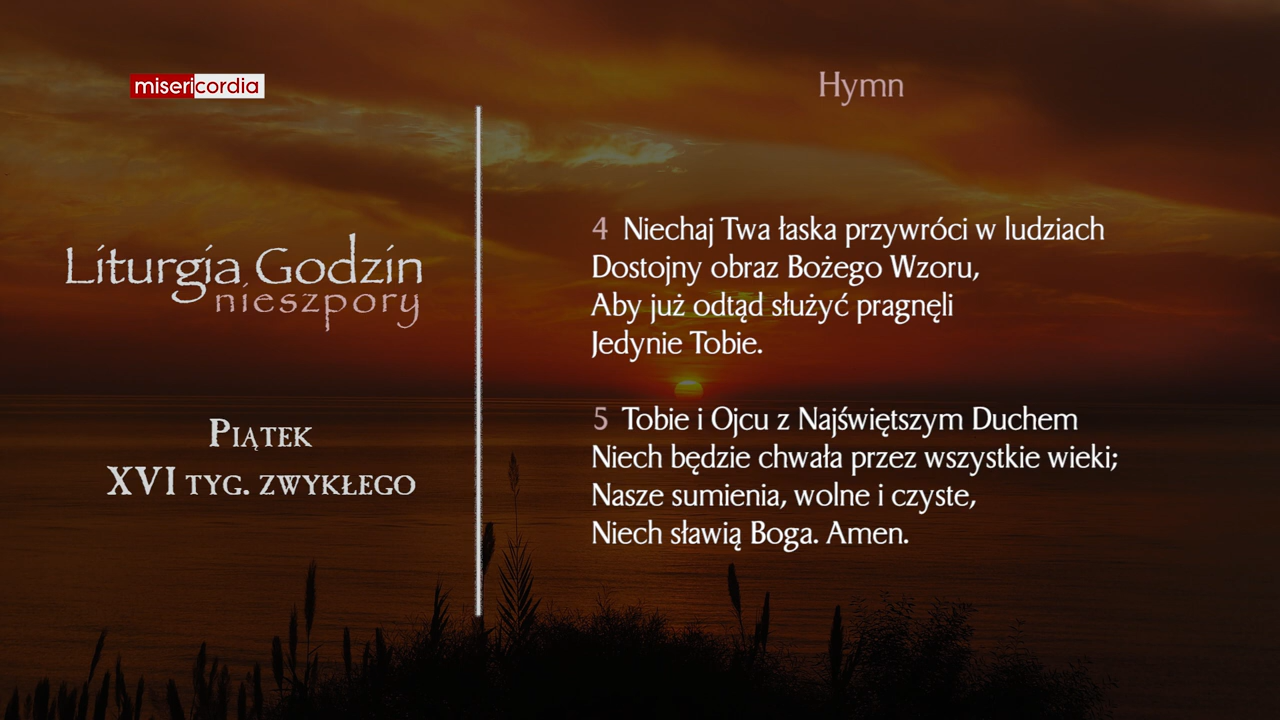 misericordia
Liturgia Godzin
nieszpory
Piątek
XVI tyg. zwykłego
Hymn
4 Niechaj Twa łaska przywróci w ludziach
Dostojny obraz Bożego Wzoru,
Aby już odtąd służyć pragnęli
Jedynie Tobie.
5 Tobie i Ojcu z Najświętszym Duchem
Niech będzie chwała przez wszystkie wieki;
Nasze sumienia, wolne i czyste,
Niech sławią Boga. Amen.